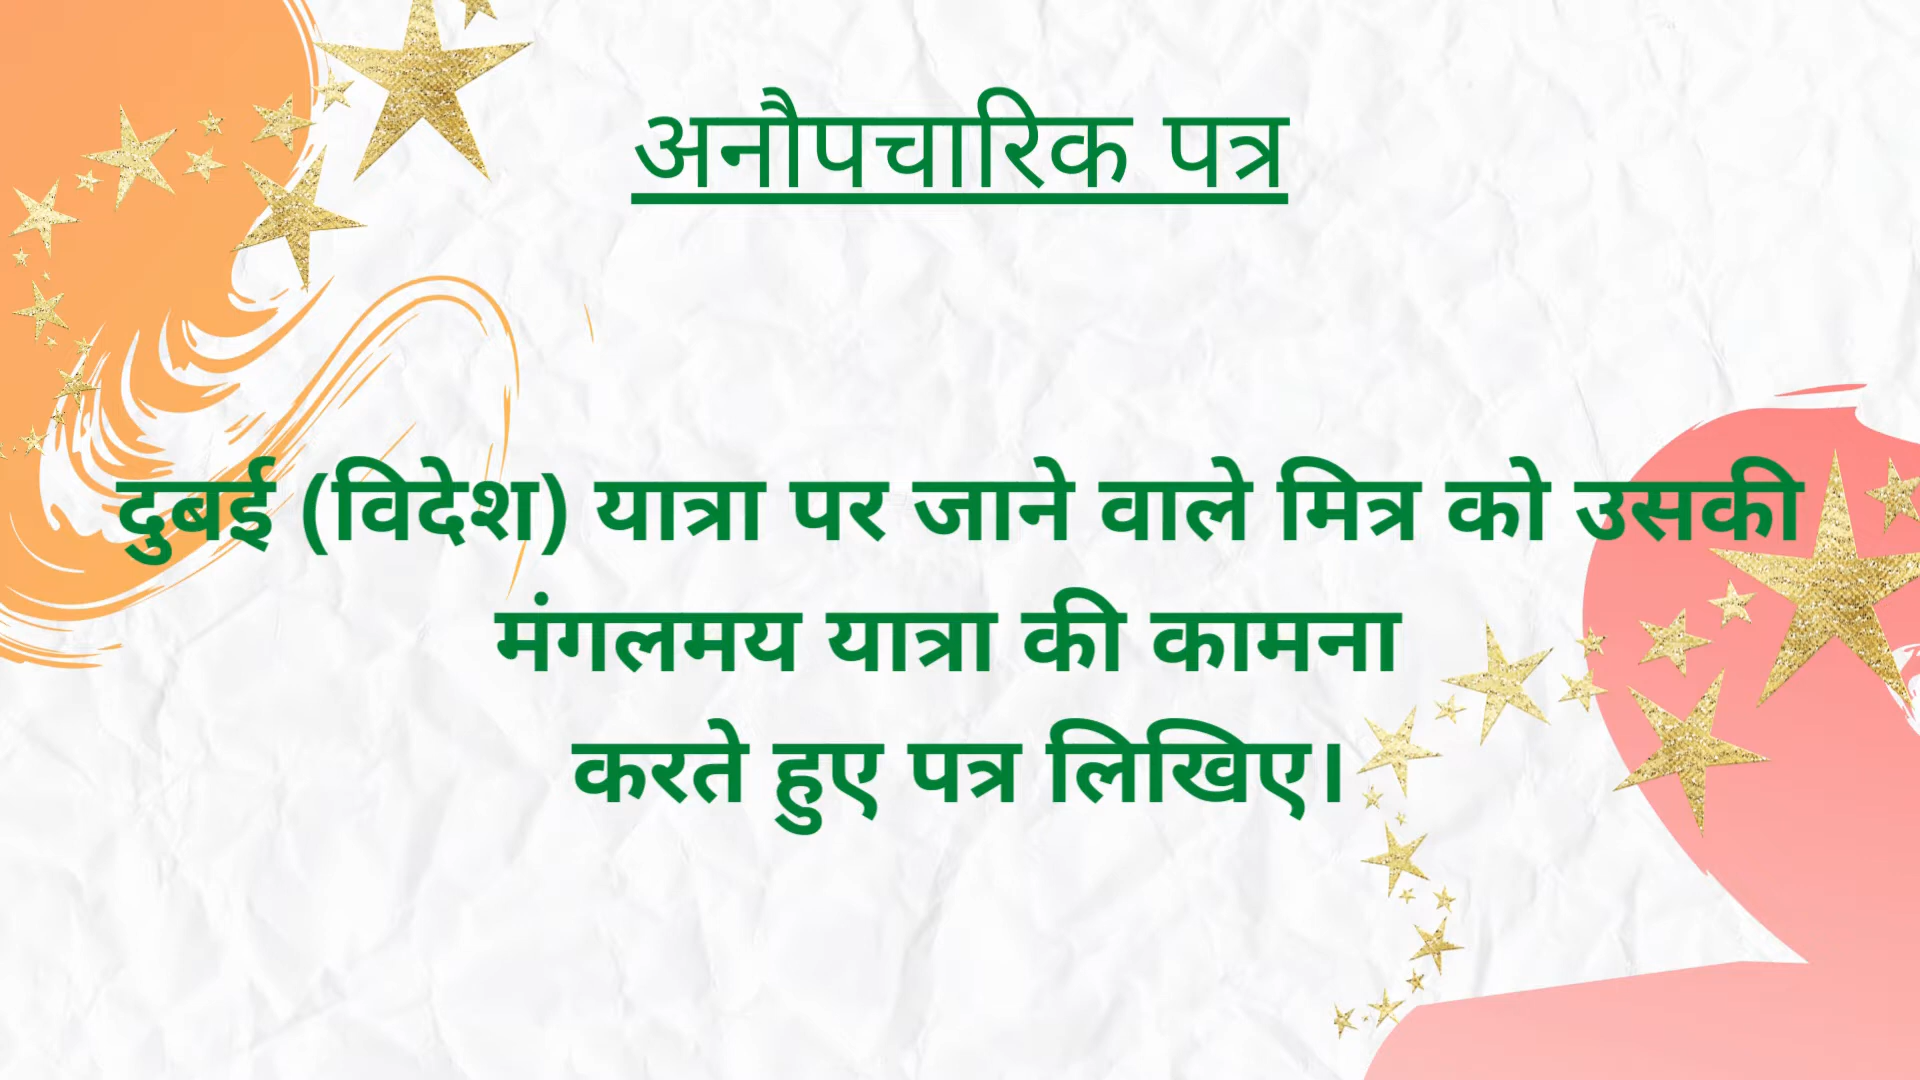 अनौपचारिक पत्र
दुबई (विदेश) यात्रा पर जाने वाले मित्र को उसकी
मंगलमय यात्रा की कामना
करते हुए पत्र लिखिए।